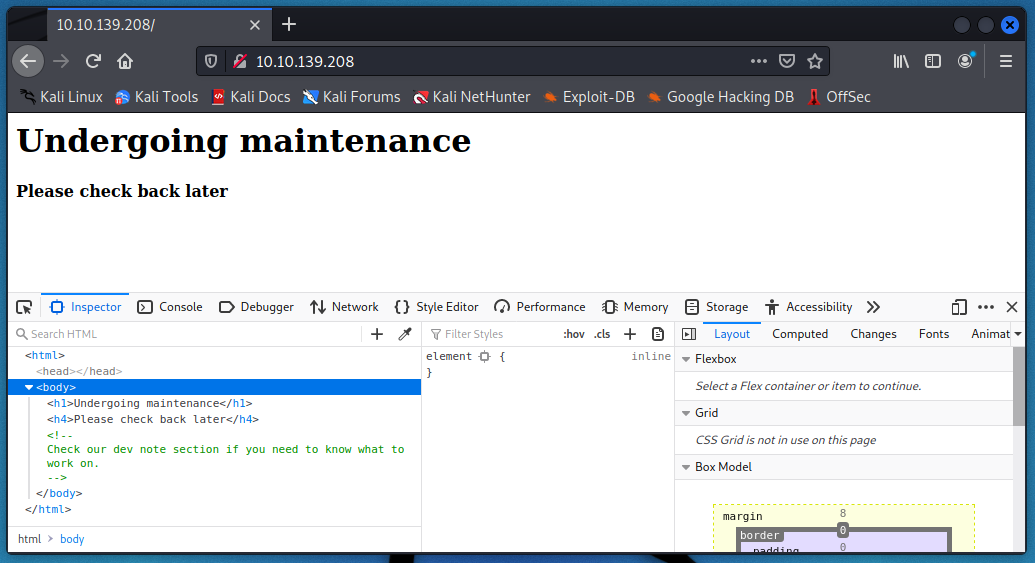 10.10.139.208/
10.10.139.208
Kali Linux Kali Tools Kali Docs Kali Forums Kali NetHunter Exploit-DB Google Hacking DB OffSec
Undergoing maintenance
Please check back later
Inspector Console Debugger Network Style Editor Performance Memory Storage Accessibility
Search HTML
<html>
<head></head>
<body>
<h1>Undergoing maintenance</h1>
<h4>Please check back later</h4>
<!--
Check our dev note section if you need to know what to
work on.
-->
</body>
</html>
html > body
Filter Styles :hov .cls
element { inline
}
Layout Computed Changes Fonts Animat
Flexbox
Select a Flex container or item to continue.
Grid
CSS Grid is not in use on this page
Box Model
margin 8
border 0
padding 0